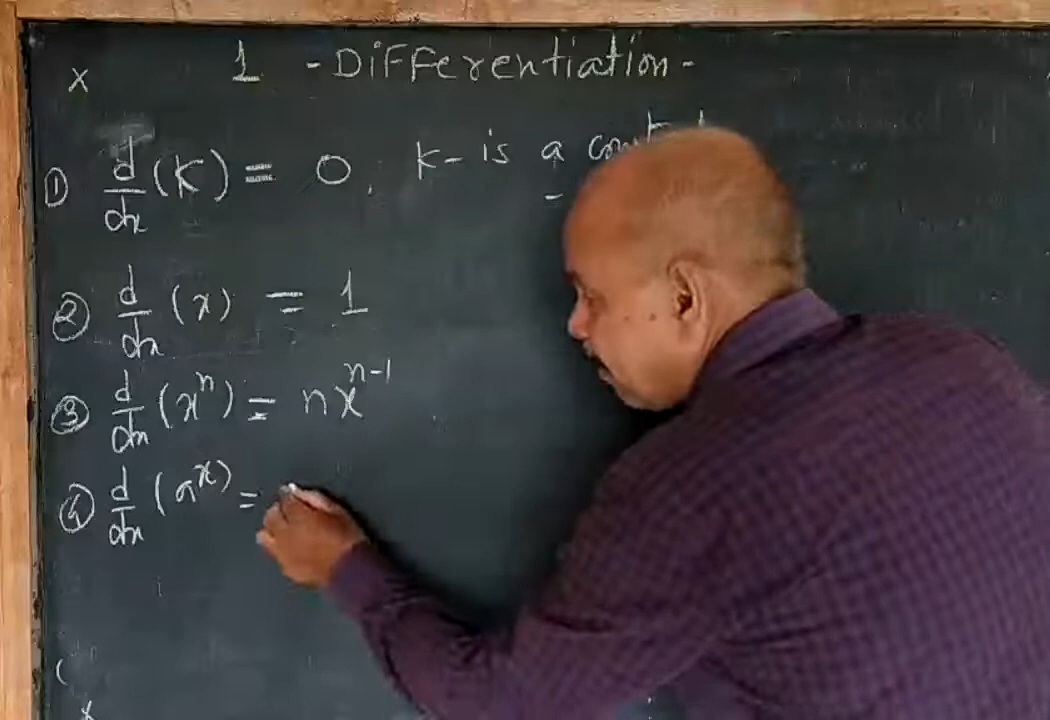 x 1 - Differentiation -
① d/dx (K) = 0, K- is a
② d/dx (x) = 1
③ d/dx (xⁿ) = nxⁿ⁻¹
④ d/dx (aˣ) =